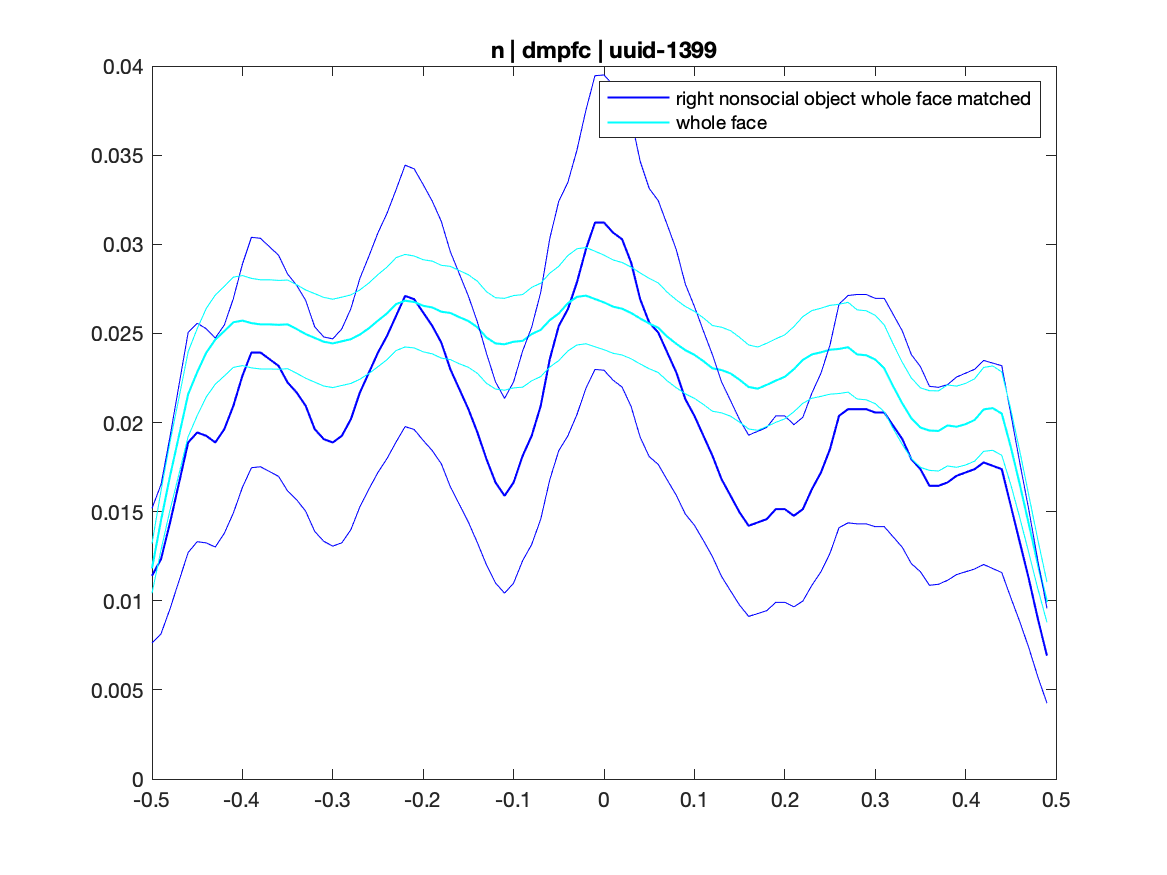 n | dmpfc | uuid-1399
right nonsocial object whole face matched
whole face
0.04
0.035
0.03
0.025
0.02
0.015
0.01
0.005
0
-0.5 -0.4 -0.3 -0.2 -0.1 0 0.1 0.2 0.3 0.4 0.5